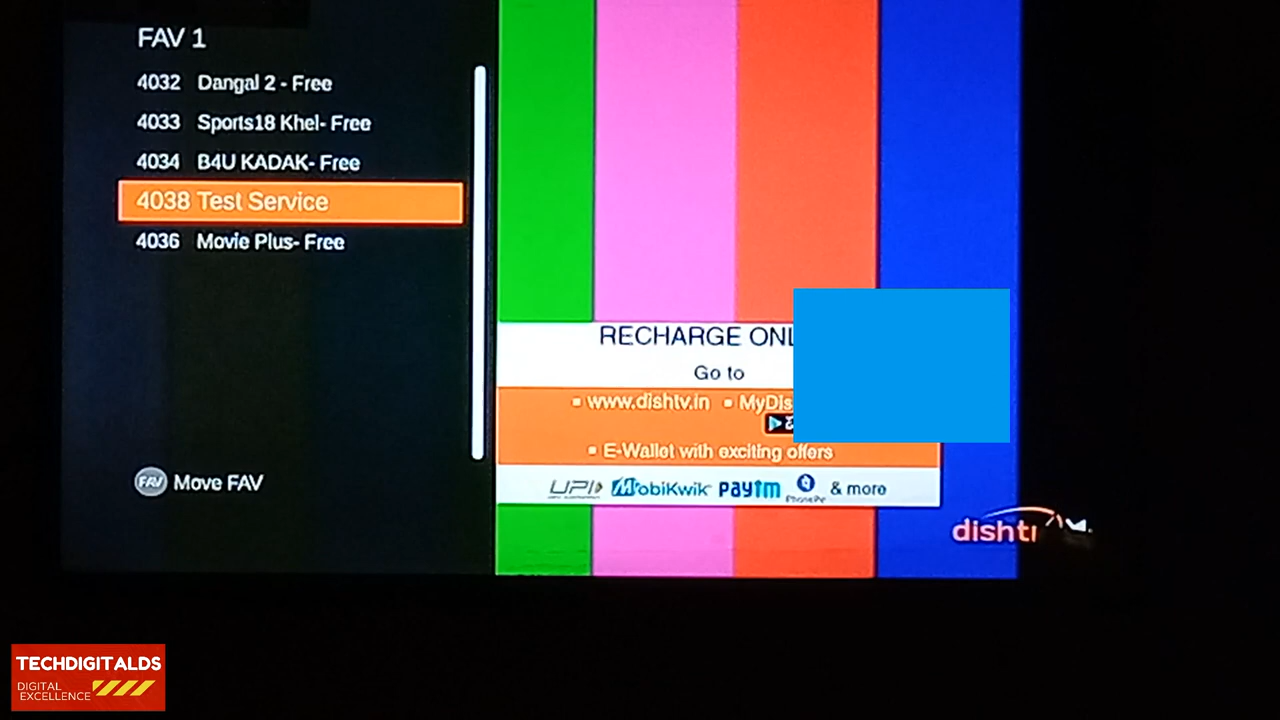 FAV 1
4032 Dangal 2 - Free
4033 Sports18 Khel- Free
4034 B4U KADAK- Free
4038 Test Service
4036 Movie Plus- Free
FAV Move FAV
RECHARGE
Go to
▪ www.dishtv.in ▪
▪ E-Wallet with exciting offers
UPI MobiKwik paytm PhonePe & more
TECHDIGITALDS
DIGITAL
EXCELLENCE